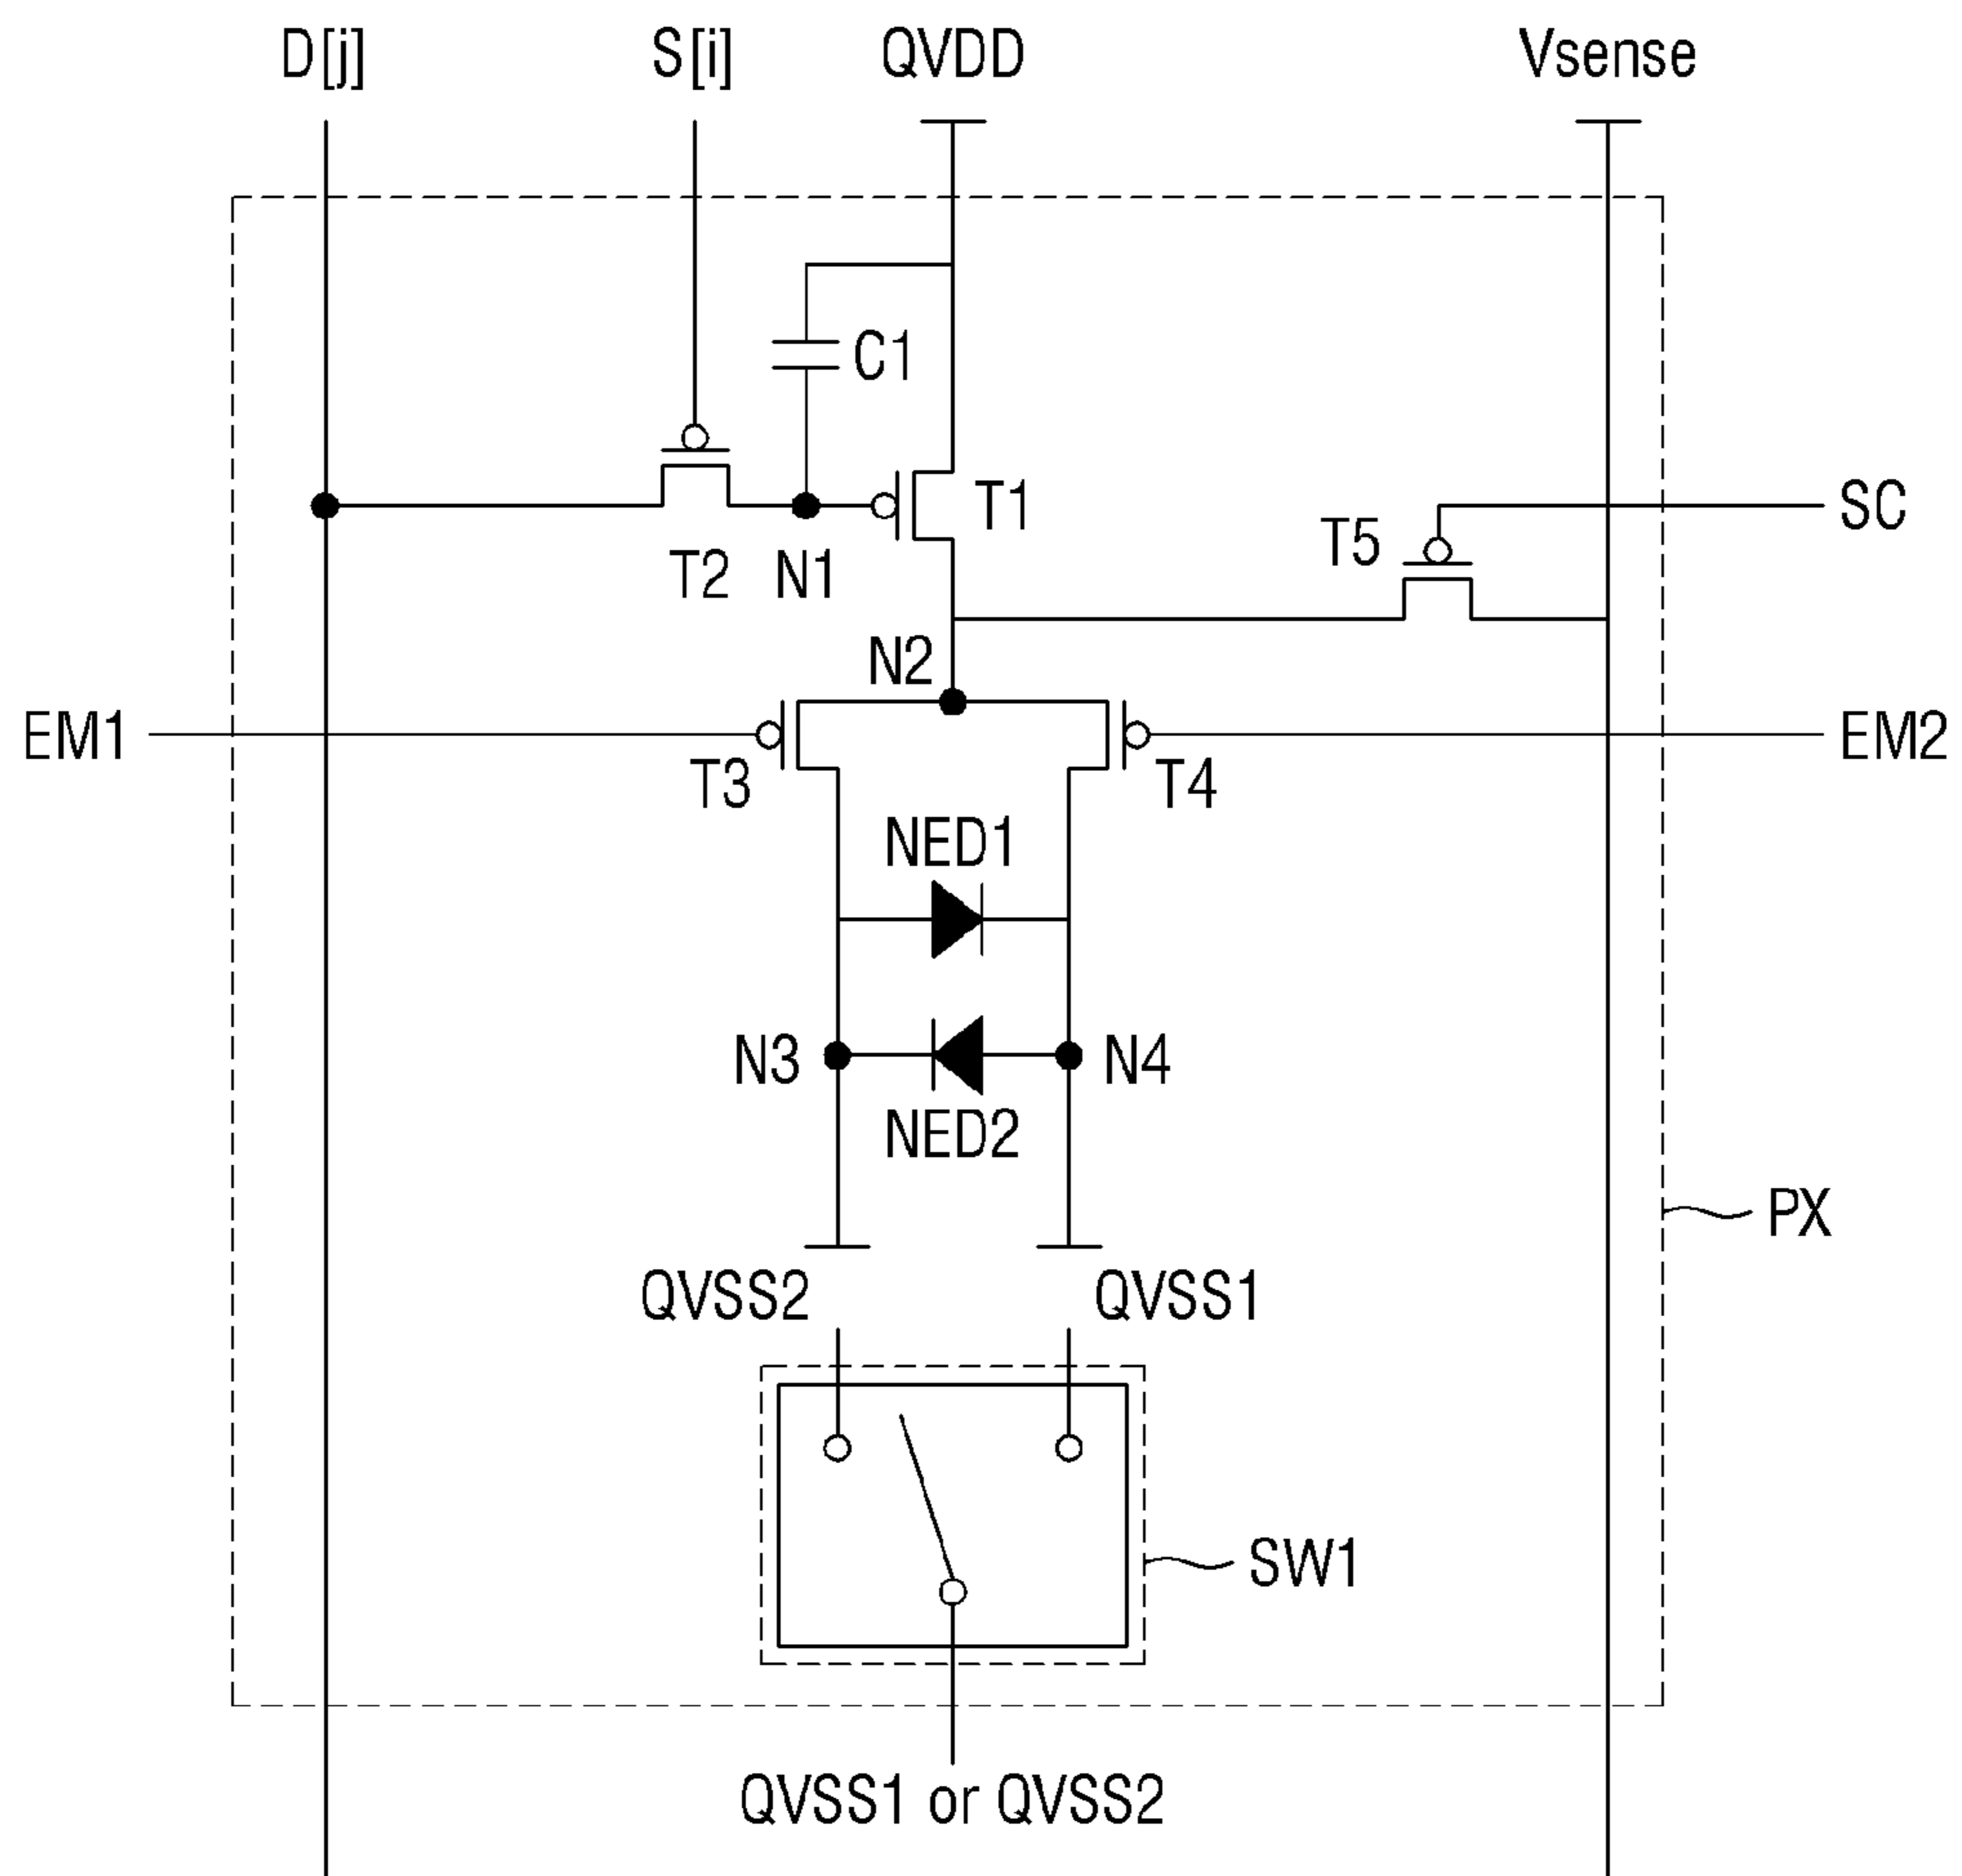 D[j] S[i] QVDD Vsense
C1
T1
SC
T5
T2 N1
N2
EM1
EM2
T3
T4
NED1
N3
N4
NED2
PX
QVSS2
QVSS1
SW1
QVSS1 or QVSS2